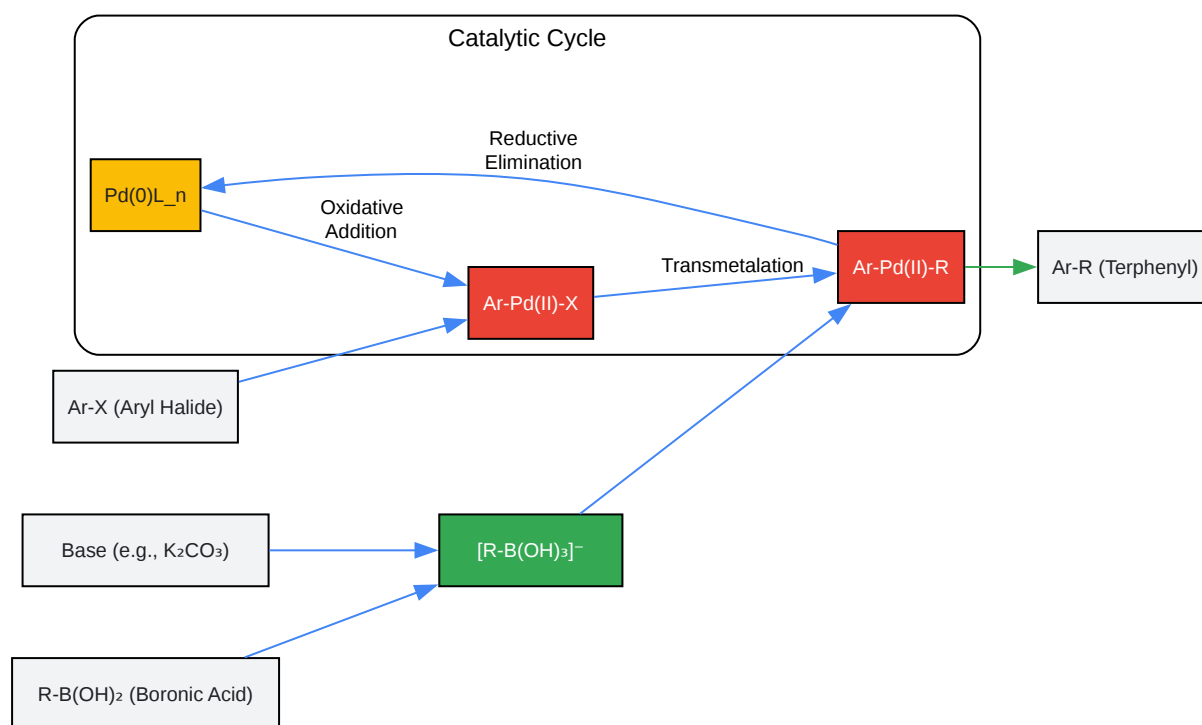 Catalytic Cycle
Reductive
Elimination
Pd(0)L_n
Oxidative
Addition
Transmetalation
Ar-Pd(II)-R
Ar-R (Terphenyl)
Ar-Pd(II)-X
Ar-X (Aryl Halide)
Base (e.g., K₂CO₃)
[R-B(OH)₃]⁻
R-B(OH)₂ (Boronic Acid)